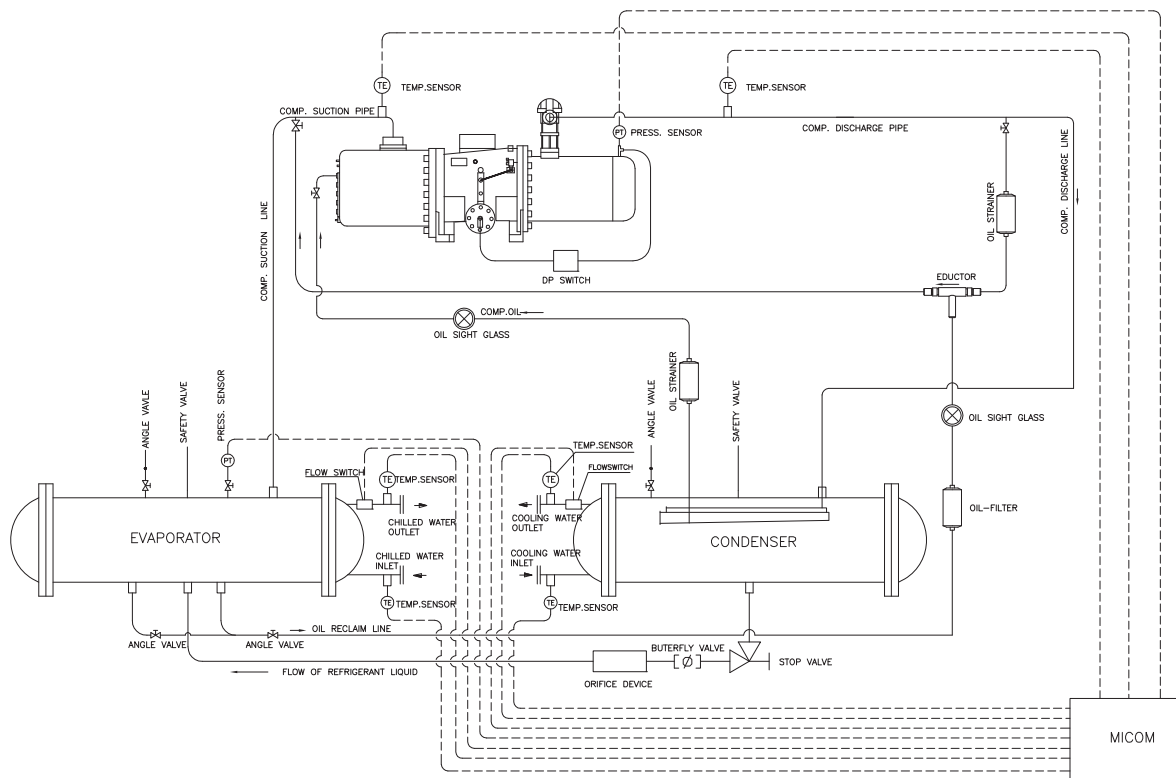 TE
TEMP.SENSOR
TE
TEMP.SENSOR
COMP. SUCTION PIPE
PT
PRESS. SENSOR
COMP. DISCHARGE PIPE
COMP. DISCHARGE LINE
OIL STRAINER
COMP. SUCTION LINE
DP SWITCH
EDUCTOR
COMP.OIL
OIL SIGHT GLASS
OIL STRAINER
ANGLE VAVLE
SAFETY VALVE
PRESS. SENSOR
PT
ANGLE VAVLE
SAFETY VALVE
OIL SIGHT GLASS
TEMP.SENSOR
FLOW SWITCH
TE
TEMP.SENSOR
TE
FLOWSWITCH
OIL-FILTER
CHILLED WATER
OUTLET
COOLING WATER
OUTLET
EVAPORATOR
CONDENSER
CHILLED WATER
INLET
COOLING WATER
INLET
TE
TEMP.SENSOR
TE
TEMP.SENSOR
OIL RECLAIM LINE
ANGLE VALVE
ANGLE VALVE
BUTERFLY VALVE
STOP VALVE
FLOW OF REFRIGERANT LIQUID
ORIFICE DEVICE
MICOM